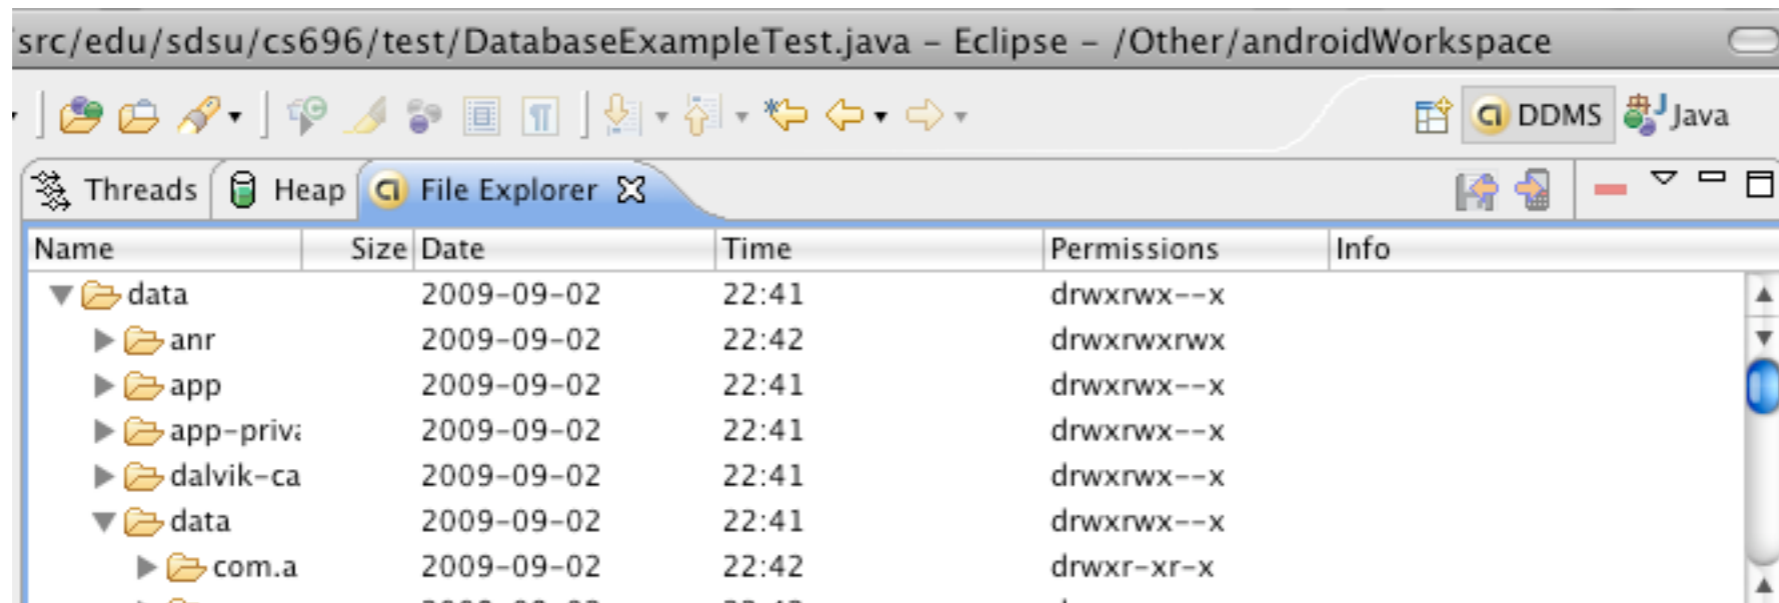 src/edu/sdsu/cs696/test/DatabaseExampleTest.java – Eclipse – /Other/androidWorkspace
DDMS Java
Threads Heap File Explorer
Name Size Date Time Permissions Info
data 2009-09-02 22:41 drwxrwx--x
anr 2009-09-02 22:42 drwxrwxrwx
app 2009-09-02 22:41 drwxrwx--x
app-priva 2009-09-02 22:41 drwxrwx--x
dalvik-ca 2009-09-02 22:41 drwxrwx--x
data 2009-09-02 22:41 drwxrwx--x
com.a 2009-09-02 22:42 drwxr-xr-x